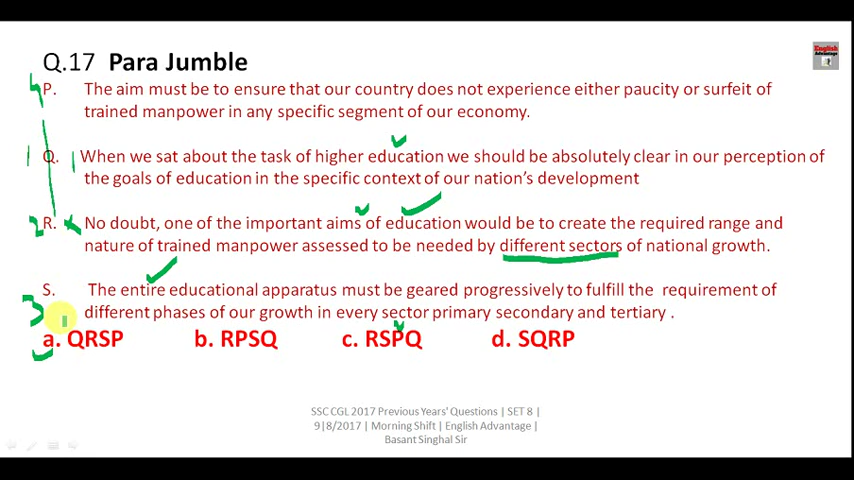 Q.17 Para Jumble
English
Advantage
P. The aim must be to ensure that our country does not experience either paucity or surfeit of
trained manpower in any specific segment of our economy.
1 Q. 1 When we sat about the task of higher education we should be absolutely clear in our perception of
the goals of education in the specific context of our nation's development
2 R. No doubt, one of the important aims of education would be to create the required range and
nature of trained manpower assessed to be needed by different sectors of national growth.
S. The entire educational apparatus must be geared progressively to fulfill the requirement of
3 different phases of our growth in every sector primary secondary and tertiary .
a. QRSP b. RPSQ c. RSPQ d. SQRP
SSC CGL 2017 Previous Years' Questions | SET 8 |
9|8/2017 | Morning Shift | English Advantage |
Basant Singhal Sir